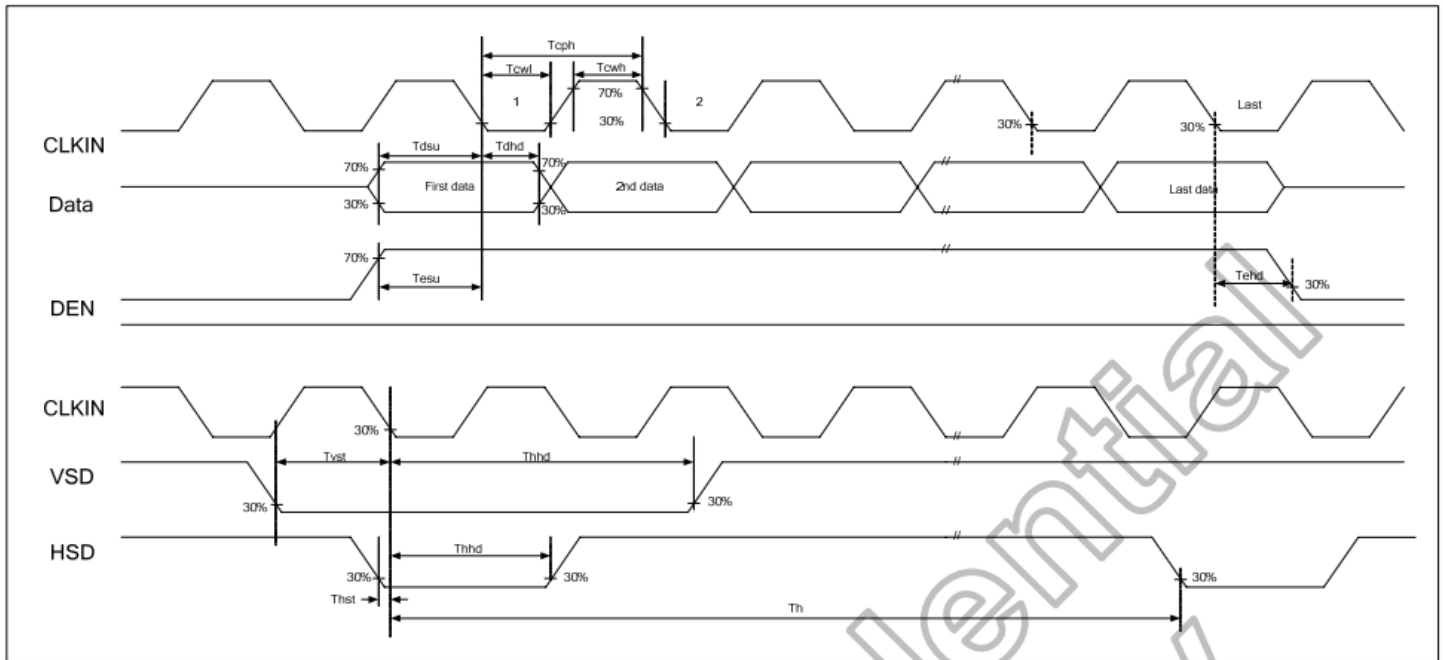 Tcph
Tcwl Tcwh
1 70% 2 Last
30% 30% 30%
CLKIN
Tdsu Tdhd
70% 70%
First data 2nd data Last data
Data
30% 30%
70%
Tesu Tehd
30%
DEN
CLKIN
30%
Tvst Thhd
VSD
30% 30%
HSD
Thhd
30% 30% 30%
Thst
Th